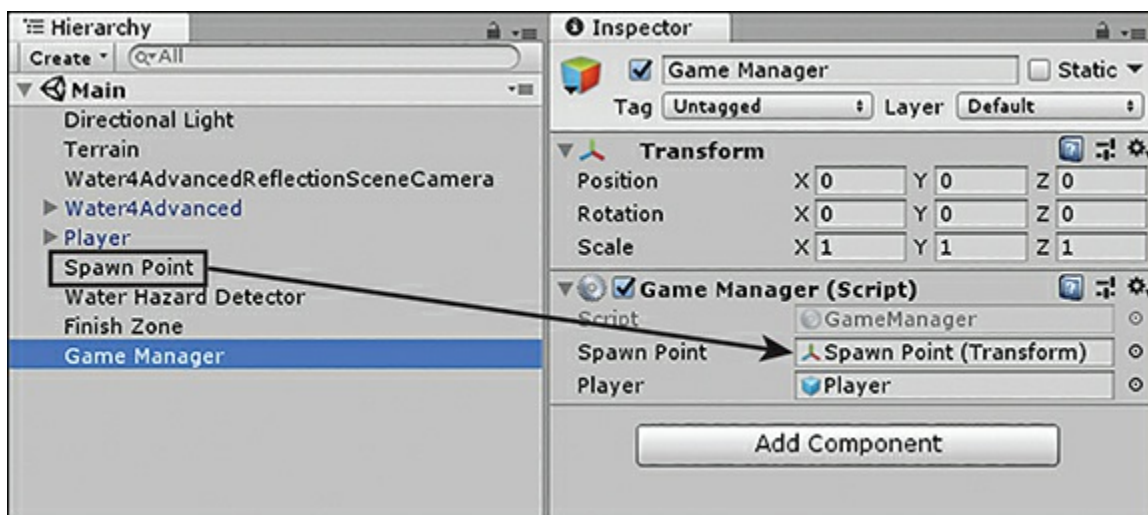 Hierarchy
Create
All
Main
Directional Light
Terrain
Water4AdvancedReflectionSceneCamera
Water4Advanced
Player
Spawn Point
Water Hazard Detector
Finish Zone
Game Manager
Inspector
Game Manager Static
Tag Untagged Layer Default
Transform
Position X 0 Y 0 Z 0
Rotation X 0 Y 0 Z 0
Scale X 1 Y 1 Z 1
Game Manager (Script)
Script GameManager
Spawn Point Spawn Point (Transform)
Player Player
Add Component